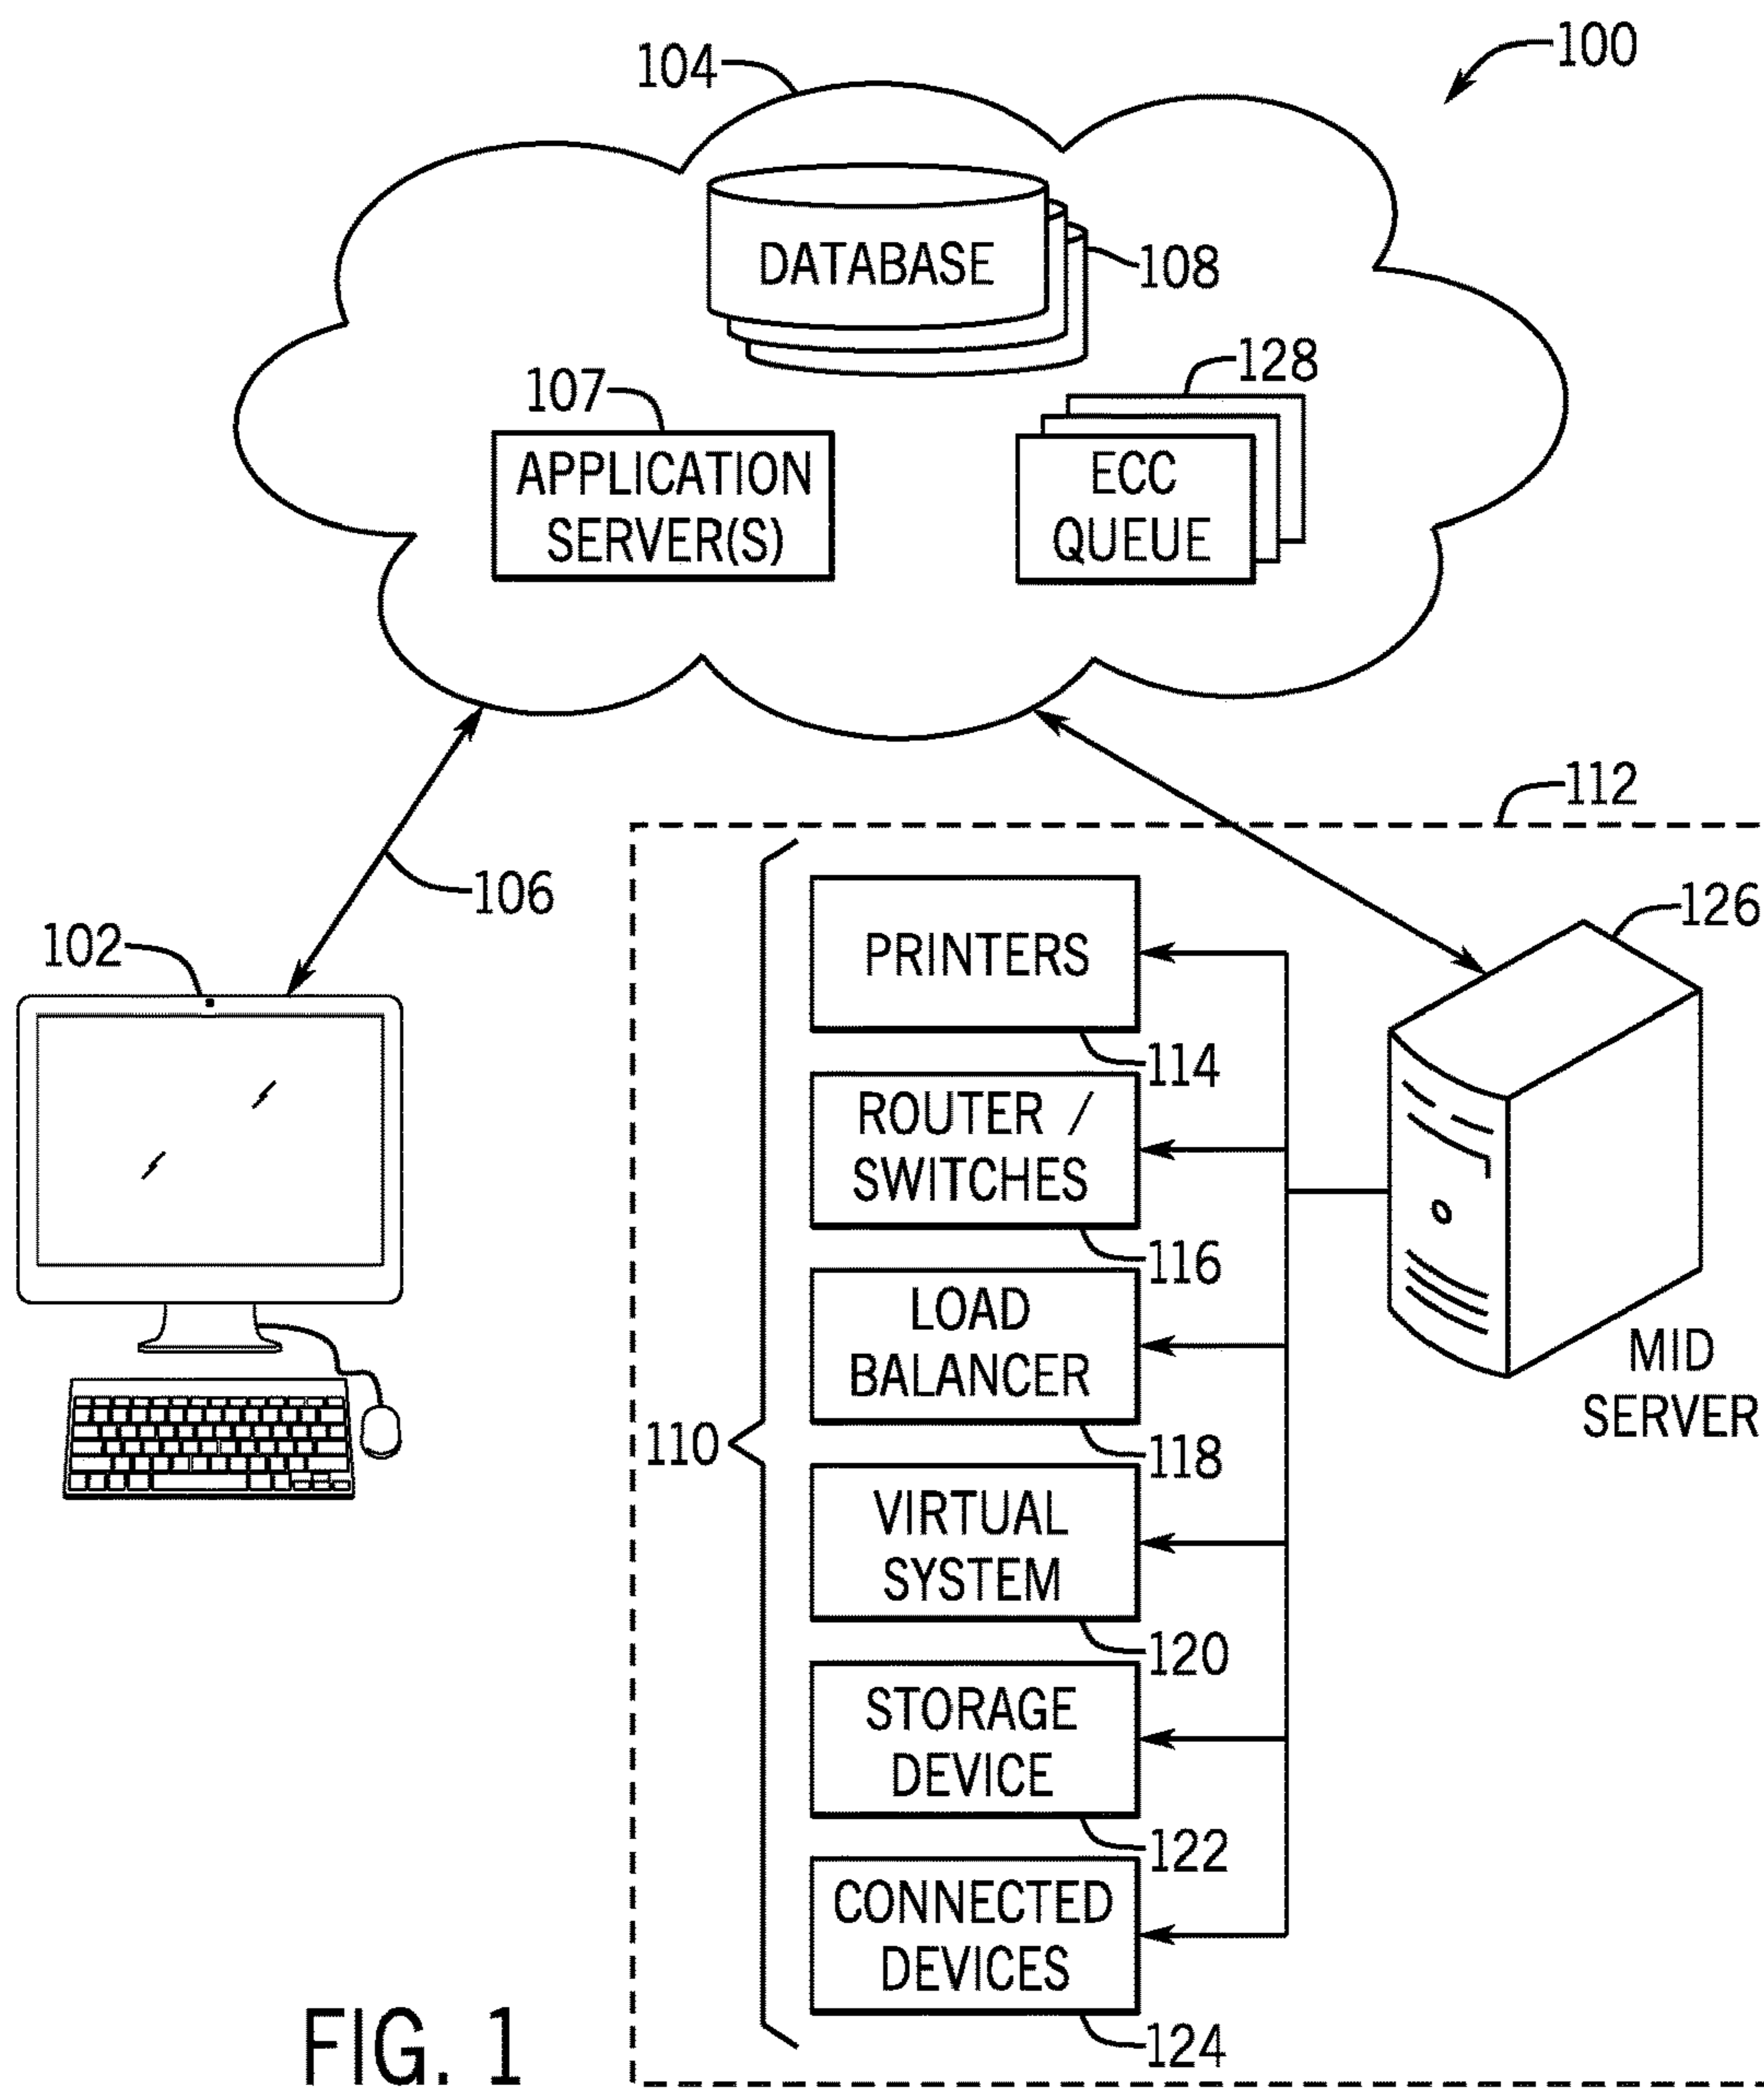 100
104
DATABASE
108
107
128
APPLICATION
SERVER(S)
ECC
QUEUE
112
106
126
102
PRINTERS
114
ROUTER /
SWITCHES
116
LOAD
BALANCER
118
MID
SERVER
110
VIRTUAL
SYSTEM
120
STORAGE
DEVICE
122
CONNECTED
DEVICES
124
FIG. 1